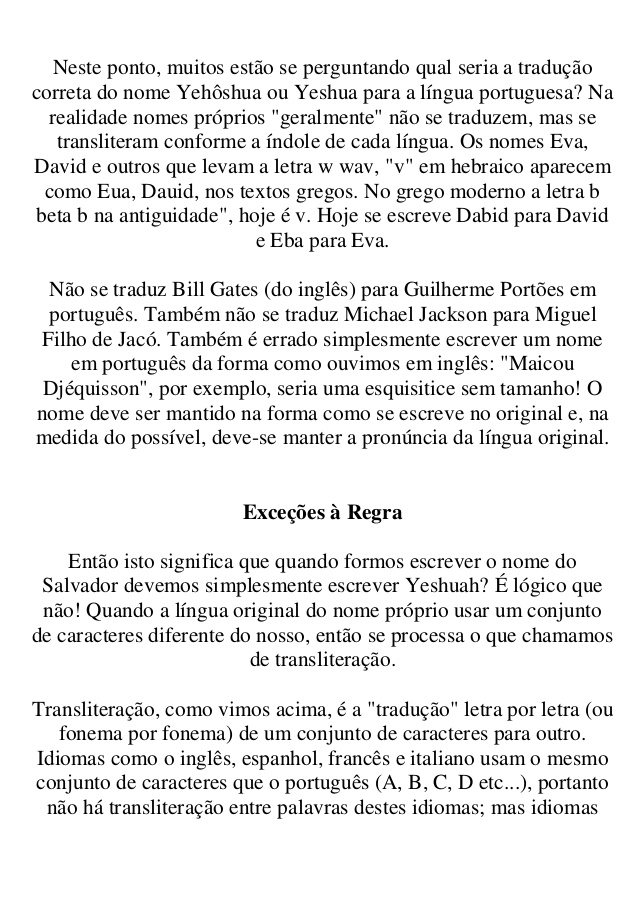 Neste ponto, muitos estão se perguntando qual seria a tradução
correta do nome Yehôshua ou Yeshua para a língua portuguesa? Na
realidade nomes próprios "geralmente" não se traduzem, mas se
transliteram conforme a índole de cada língua. Os nomes Eva,
David e outros que levam a letra w wav, "v" em hebraico aparecem
como Eua, Dauid, nos textos gregos. No grego moderno a letra b
beta b na antiguidade", hoje é v. Hoje se escreve Dabid para David
e Eba para Eva.
Não se traduz Bill Gates (do inglês) para Guilherme Portões em
português. Também não se traduz Michael Jackson para Miguel
Filho de Jacó. Também é errado simplesmente escrever um nome
em português da forma como ouvimos em inglês: "Maicou
Djéquisson", por exemplo, seria uma esquisitice sem tamanho! O
nome deve ser mantido na forma como se escreve no original e, na
medida do possível, deve-se manter a pronúncia da língua original.
Exceções à Regra
Então isto significa que quando formos escrever o nome do
Salvador devemos simplesmente escrever Yeshuah? É lógico que
não! Quando a língua original do nome próprio usar um conjunto
de caracteres diferente do nosso, então se processa o que chamamos
de transliteração.
Transliteração, como vimos acima, é a "tradução" letra por letra (ou
fonema por fonema) de um conjunto de caracteres para outro.
Idiomas como o inglês, espanhol, francês e italiano usam o mesmo
conjunto de caracteres que o português (A, B, C, D etc...), portanto
não há transliteração entre palavras destes idiomas; mas idiomas